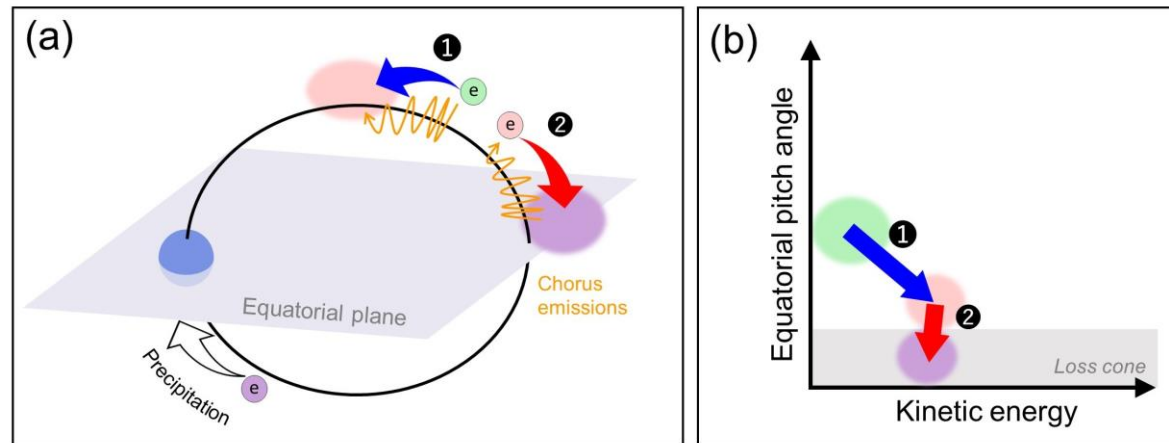 (a)
❶
e
e
❷
Chorus
emissions
Equatorial plane
Precipitation
e
(b)
Equatorial pitch angle
❶
❷
Loss cone
Kinetic energy